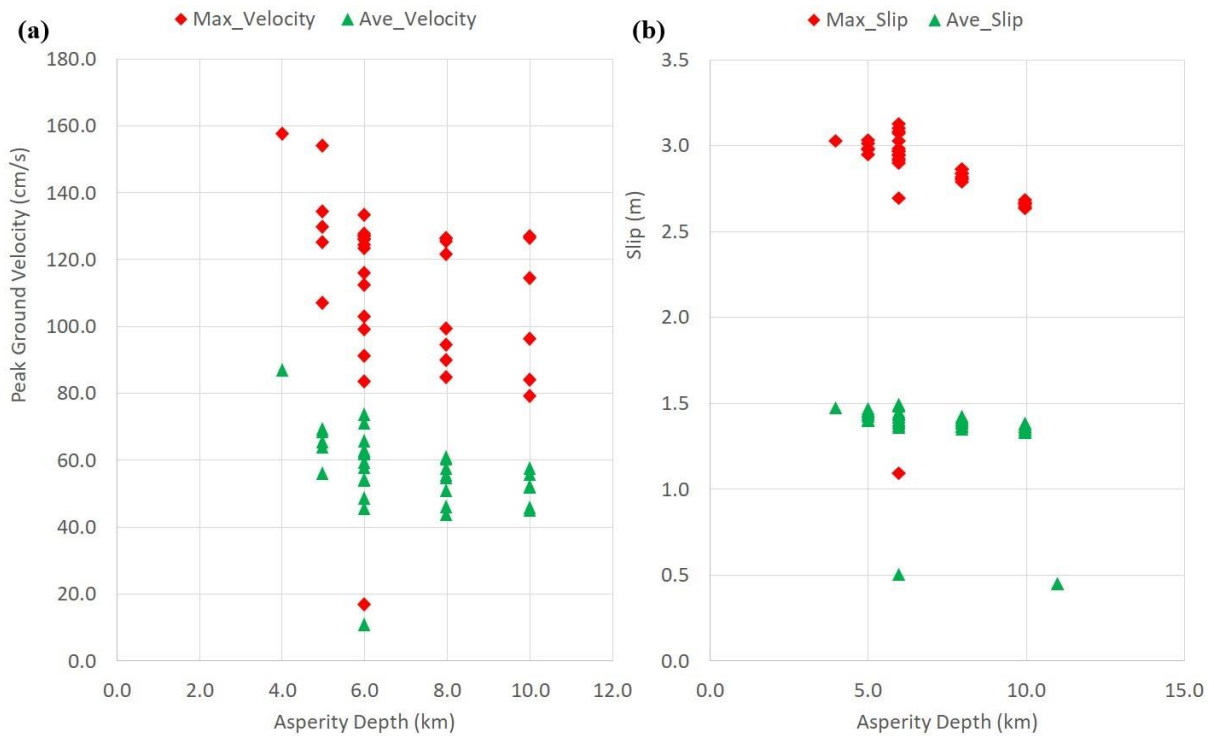 (a)
Max_Velocity Ave_Velocity
Peak Ground Velocity (cm/s)
180.0
160.0
140.0
120.0
100.0
80.0
60.0
40.0
20.0
0.0
0.0 2.0 4.0 6.0 8.0 10.0 12.0
Asperity Depth (km)
(b)
Max_Slip Ave_Slip
Slip (m)
3.5
3.0
2.5
2.0
1.5
1.0
0.5
0.0
0.0 5.0 10.0 15.0
Asperity Depth (km)